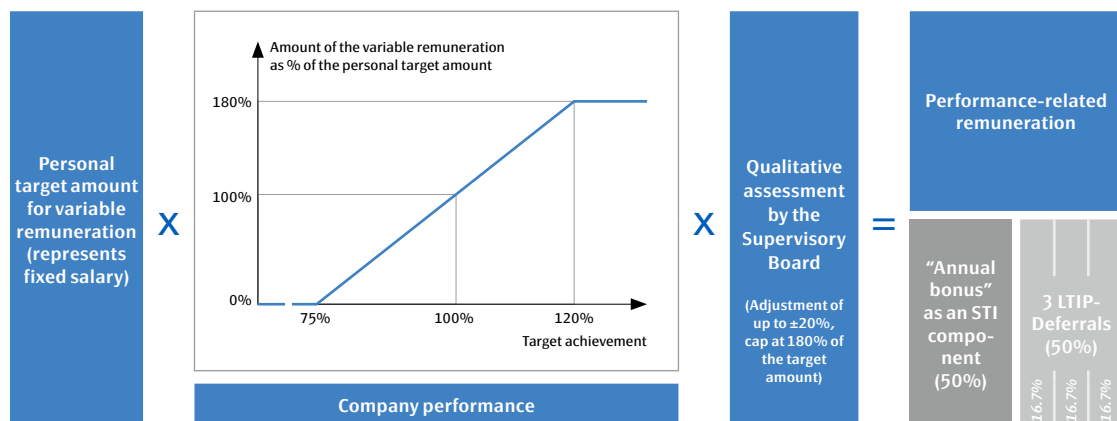 Personal
target amount
for variable
remuneration
(represents
fixed salary)
x
Amount of the variable remuneration
as % of the personal target amount
180%
100%
0%
75%
100%
120%
Target achievement
Company performance
x
Qualitative
assessment
by the
Supervisory
Board
(Adjustment of
up to ±20%,
cap at 180% of
the target
amount)
=
Performance-related
remuneration
“Annual
bonus”
as an STI
compo-
nent
(50%)
3 LTIP-
Deferrals
(50%)
16.7%
16.7%
16.7%